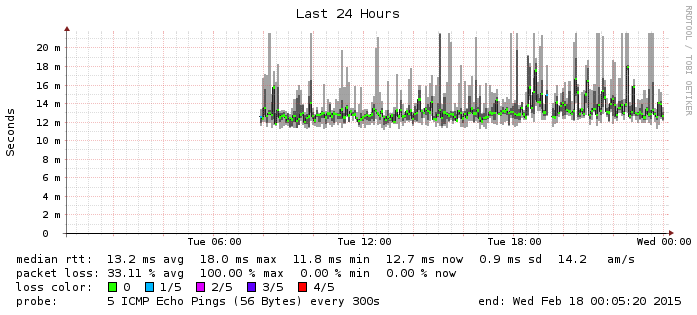 Last 24 Hours
RRDTOOL / TOBI OETIKER
Seconds
20 m
18 m
16 m
14 m
12 m
10 m
8 m
6 m
4 m
2 m
0
Tue 06:00 Tue 12:00 Tue 18:00 Wed 00:00
median rtt: 13.2 ms avg 18.0 ms max 11.8 ms min 12.7 ms now 0.9 ms sd 14.2 am/s
packet loss: 33.11 % avg 100.00 % max 0.00 % min 0.00 % now
loss color: 0 1/5 2/5 3/5 4/5
probe: 5 ICMP Echo Pings (56 Bytes) every 300s end: Wed Feb 18 00:05:20 2015